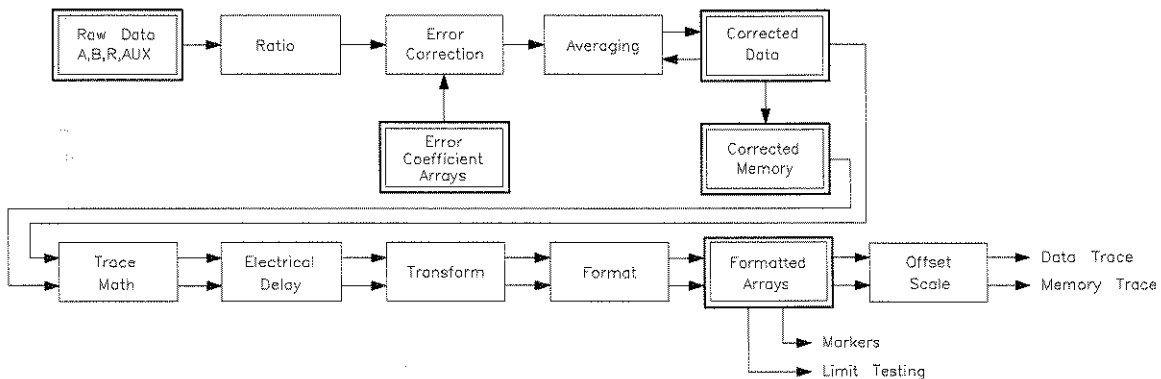 Raw Data
A,B,R,AUX
Ratio
Error
Correction
Averaging
Corrected
Data
Error
Coefficient
Arrays
Corrected
Memory
Trace
Math
Electrical
Delay
Transform
Format
Formatted
Arrays
Offset
Scale
Data Trace
Memory Trace
Markers
Limit Testing